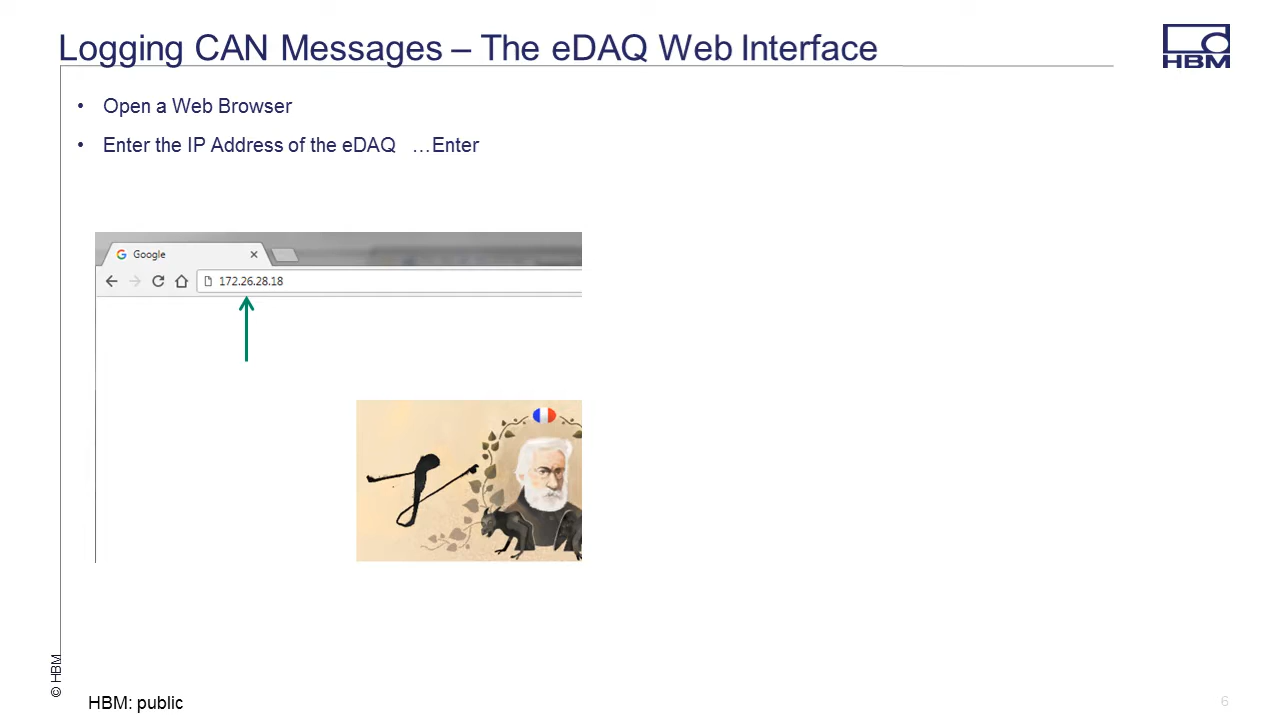 Logging CAN Messages – The eDAQ Web Interface
HBM
• Open a Web Browser
• Enter the IP Address of the eDAQ …Enter
Google
172.26.28.18
© HBM
HBM: public
6